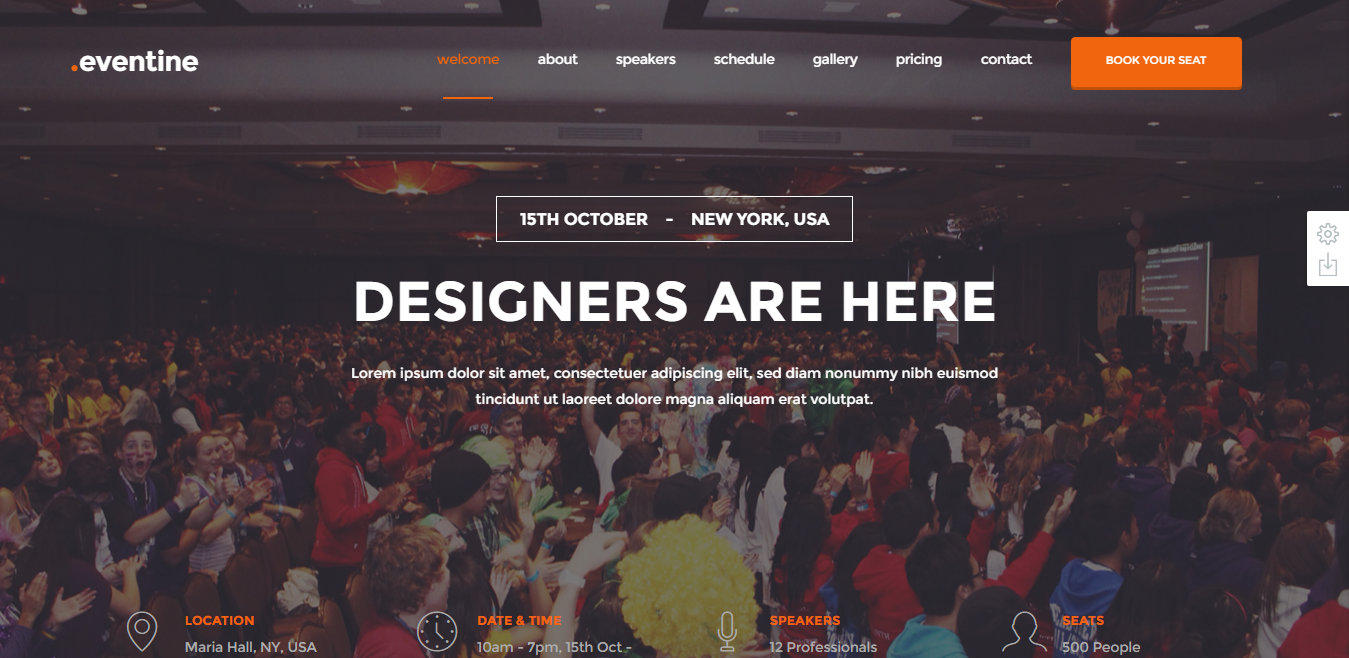 .eventine
welcome about speakers schedule gallery pricing contact
BOOK YOUR SEAT
15TH OCTOBER - NEW YORK, USA
DESIGNERS ARE HERE
Lorem ipsum dolor sit amet, consectetuer adipiscing elit, sed diam nonummy nibh euismod
tincidunt ut laoreet dolore magna aliquam erat volutpat.
LOCATION
Maria Hall, NY, USA
DATE & TIME
10am - 7pm, 15th Oct -
SPEAKERS
12 Professionals
SEATS
500 People